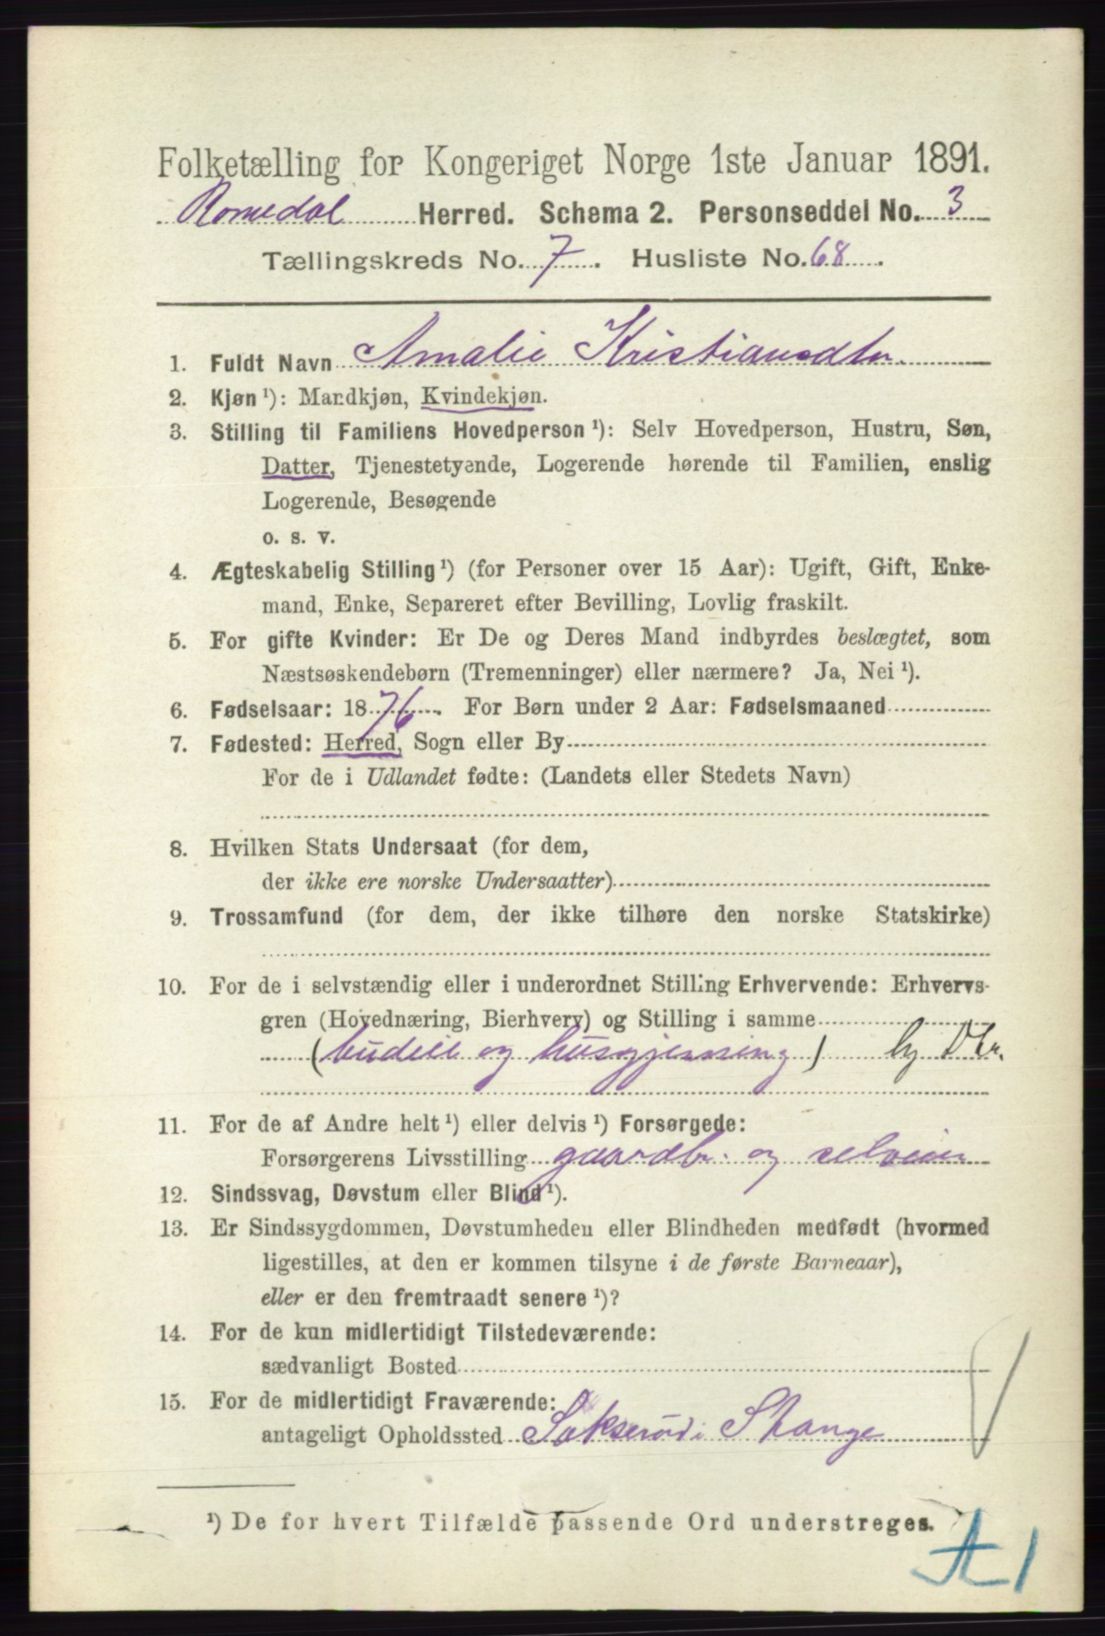 Folketælling for Kongeriget Norge 1ste Januar 1891.
Romedal Herred. Schema 2. Personseddel No. 3
Tællingskreds No. 7. Husliste No. 68.
1. Fuldt Navn Amalie Kristiansdtr.
2. Kjøn ¹): Mandkjøn, Kvindekjøn.
3. Stilling til Familiens Hovedperson ¹): Selv Hovedperson, Hustru, Søn,
Datter, Tjenestetyende, Logerende hørende til Familien, enslig
Logerende, Besøgende
o. s. v.
4. Ægteskabelig Stilling ¹) (for Personer over 15 Aar): Ugift, Gift, Enke-
mand, Enke, Separeret efter Bevilling, Lovlig fraskilt.
5. For gifte Kvinder: Er De og Deres Mand indbyrdes beslægtet, som
Næstsøskendebørn (Tremenninger) eller nærmere? Ja, Nei ¹).
6. Fødselsaar: 1876. For Børn under 2 Aar: Fødselsmaaned
7. Fødested: Herred, Sogn eller By
For de i Udlandet fødte: (Landets eller Stedets Navn)
8. Hvilken Stats Undersaat (for dem,
der ikke ere norske Undersaatter)
9. Trossamfund (for dem, der ikke tilhøre den norske Statskirke)
10. For de i selvstændig eller i underordnet Stilling Erhvervende: Erhvervs-
gren (Hovednæring, Bierhverv) og Stilling i samme
(budeie og husgjerning)
11. For de af Andre helt ¹) eller delvis ¹) Forsørgede:
Forsørgerens Livsstilling gaardbr. og selveier
12. Sindssvag, Døvstum eller Blind ¹).
13. Er Sindssygdommen, Døvstumheden eller Blindheden medfødt (hvormed
ligestilles, at den er kommen tilsyne i de første Barneaar),
eller er den fremtraadt senere ¹)?
14. For de kun midlertidigt Tilstedeværende:
sædvanligt Bosted
15. For de midlertidigt Fraværende:
antageligt Opholdssted Sakserud i Stange
¹) De for hvert Tilfælde passende Ord understreges.